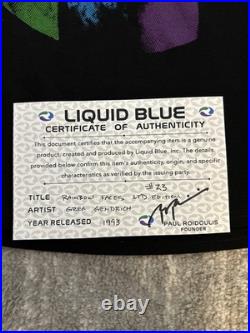 LIQUID BLUE
CERTIFICATE OF AUTHENTICITY
This document certifies that the accompanying item is a genuine
product, created and produced by Liquid Blue, Inc. The details provided
below confirm this item's authenticity, origin, and specific
characteristics as verified by the issuing party.
#23
TITLE RAINBOW FACES, LTD EDITION
ARTIST GREG GENDRICH
YEAR RELEASED 1993
PAUL ROIDOULIS
FOUNDER